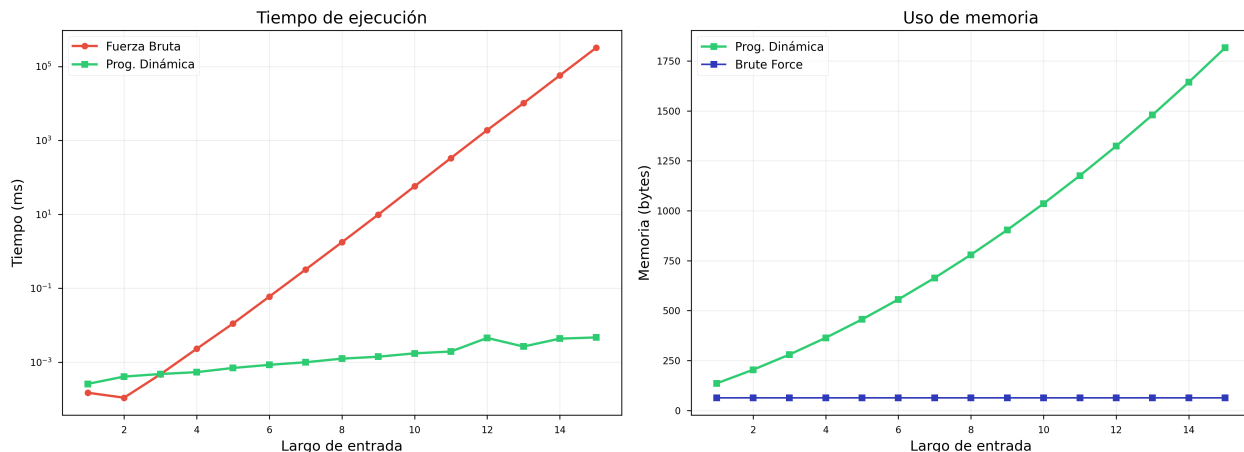 Tiempo de ejecución
Fuerza Bruta
Prog. Dinámica
10^5
10^3
10^1
10^−1
10^−3
Tiempo (ms)
2 4 6 8 10 12 14
Largo de entrada
Uso de memoria
Prog. Dinámica
Brute Force
1750
1500
1250
1000
750
500
250
0
Memoria (bytes)
2 4 6 8 10 12 14
Largo de entrada